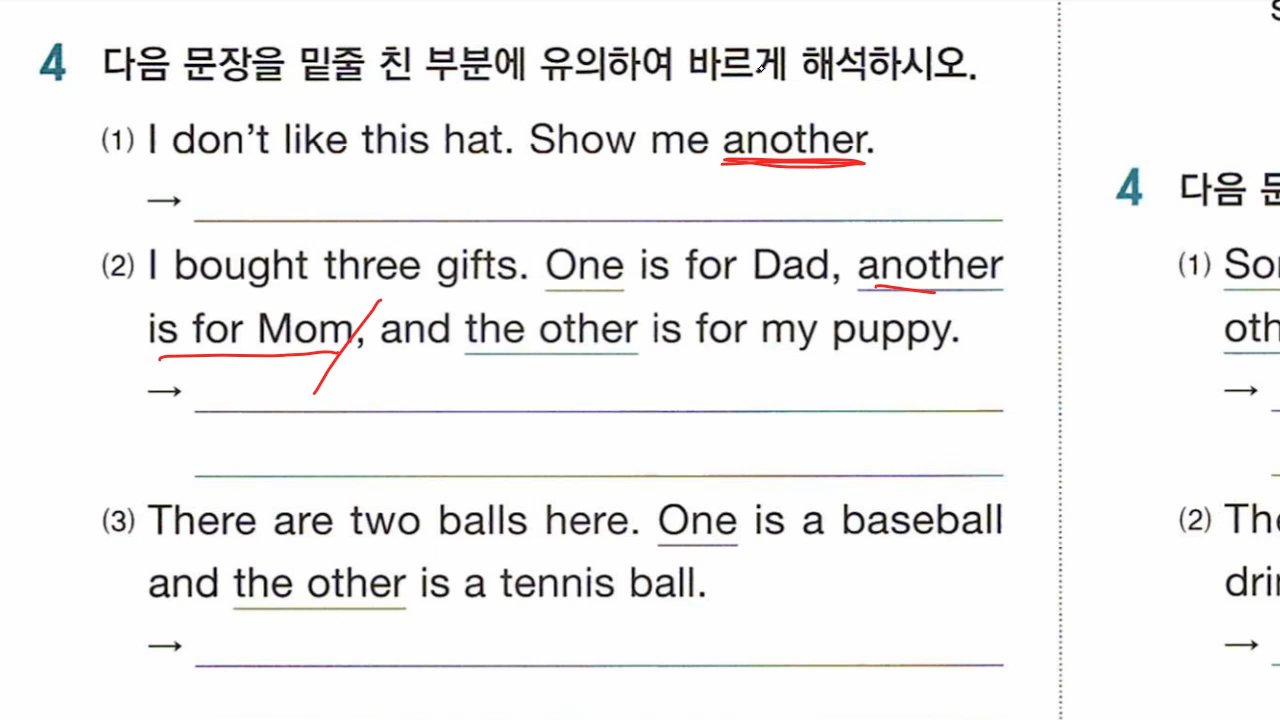 4 다음 문장을 밑줄 친 부분에 유의하여 바르게 해석하시오.
(1) I don't like this hat. Show me another.
→
(2) I bought three gifts. One is for Dad, another
is for Mom, and the other is for my puppy.
→
(3) There are two balls here. One is a baseball
and the other is a tennis ball.
→
4 다음
(1)
oth
→
(2) The
→